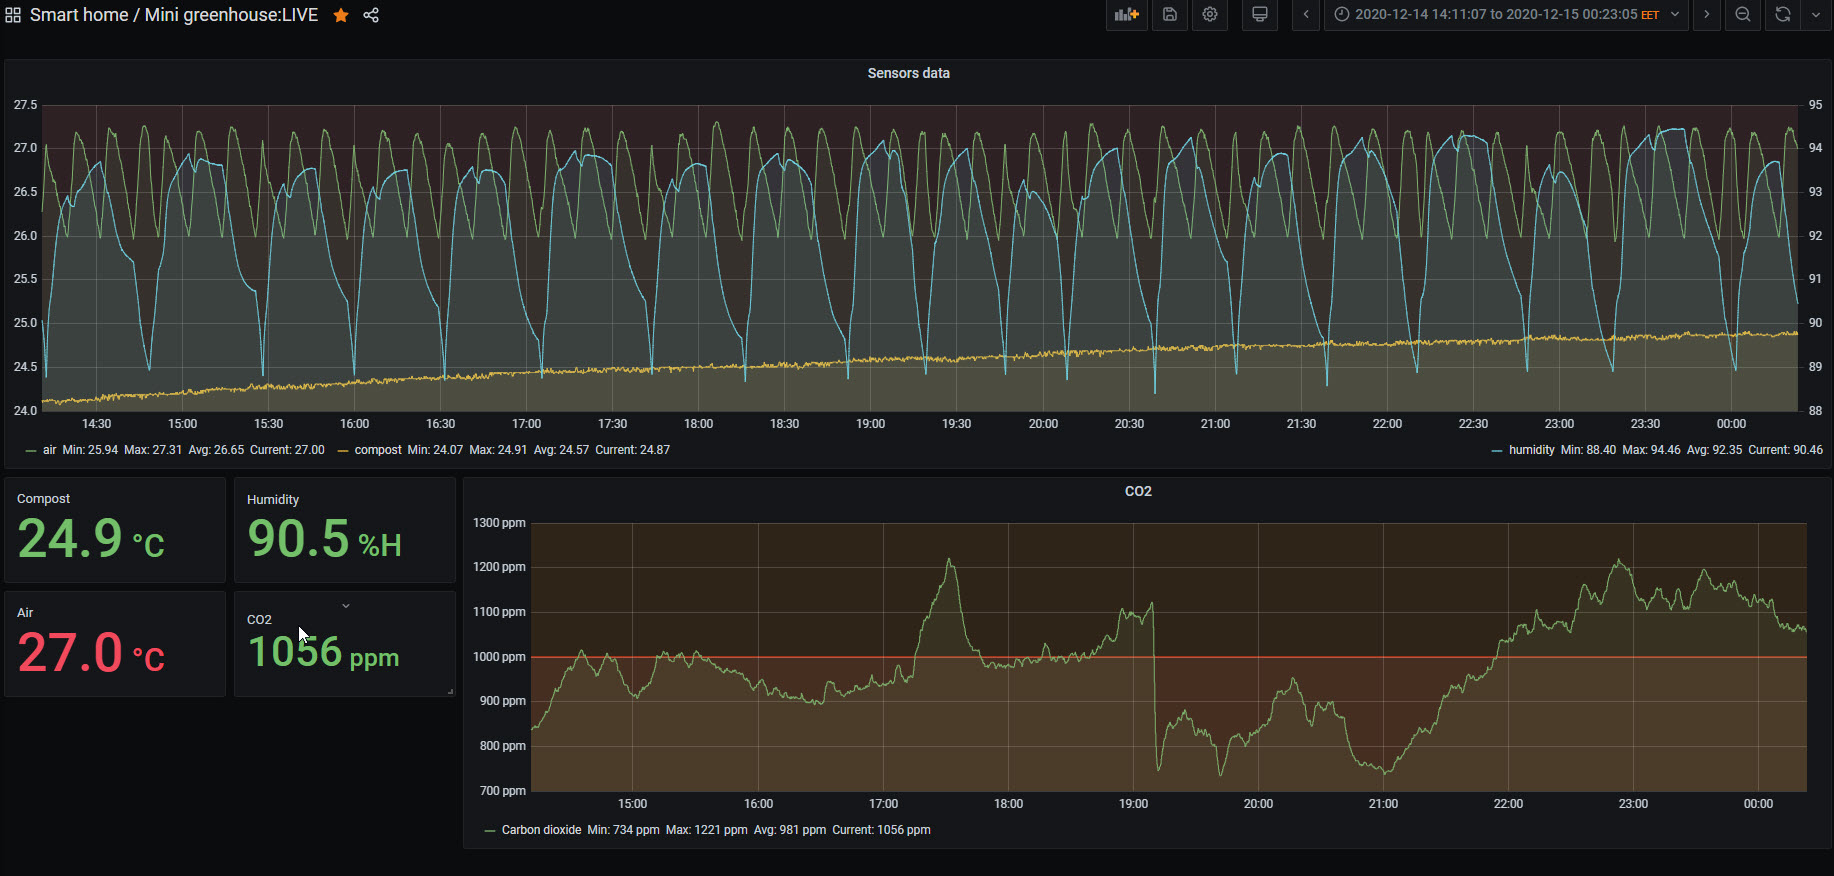 Smart home / Mini greenhouse:LIVE
2020-12-14 14:11:07 to 2020-12-15 00:23:05 EET
Sensors data
27.5
27.0
26.5
26.0
25.5
25.0
24.5
24.0
95
94
93
92
91
90
89
88
14:30 15:00 15:30 16:00 16:30 17:00 17:30 18:00 18:30 19:00 19:30 20:00 20:30 21:00 21:30 22:00 22:30 23:00 23:30 00:00
air Min: 25.94 Max: 27.31 Avg: 26.65 Current: 27.00 compost Min: 24.07 Max: 24.91 Avg: 24.57 Current: 24.87
humidity Min: 88.40 Max: 94.46 Avg: 92.35 Current: 90.46
Compost
24.9 °C
Humidity
90.5 %H
Air
27.0 °C
CO2
1056 ppm
CO2
1300 ppm
1200 ppm
1100 ppm
1000 ppm
900 ppm
800 ppm
700 ppm
15:00 16:00 17:00 18:00 19:00 20:00 21:00 22:00 23:00 00:00
Carbon dioxide Min: 734 ppm Max: 1221 ppm Avg: 981 ppm Current: 1056 ppm